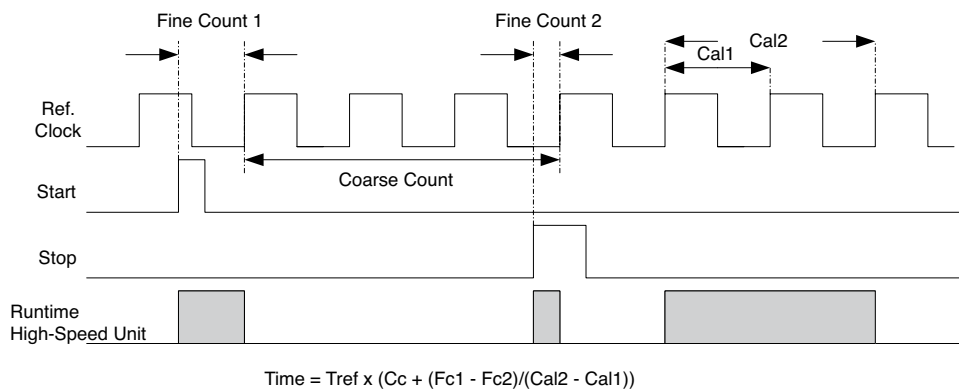 Fine Count 1
Fine Count 2
Cal2
Cal1
Ref.
Clock
Coarse Count
Start
Stop
Runtime
High-Speed Unit
Time = Tref x (Cc + (Fc1 - Fc2)/(Cal2 - Cal1))